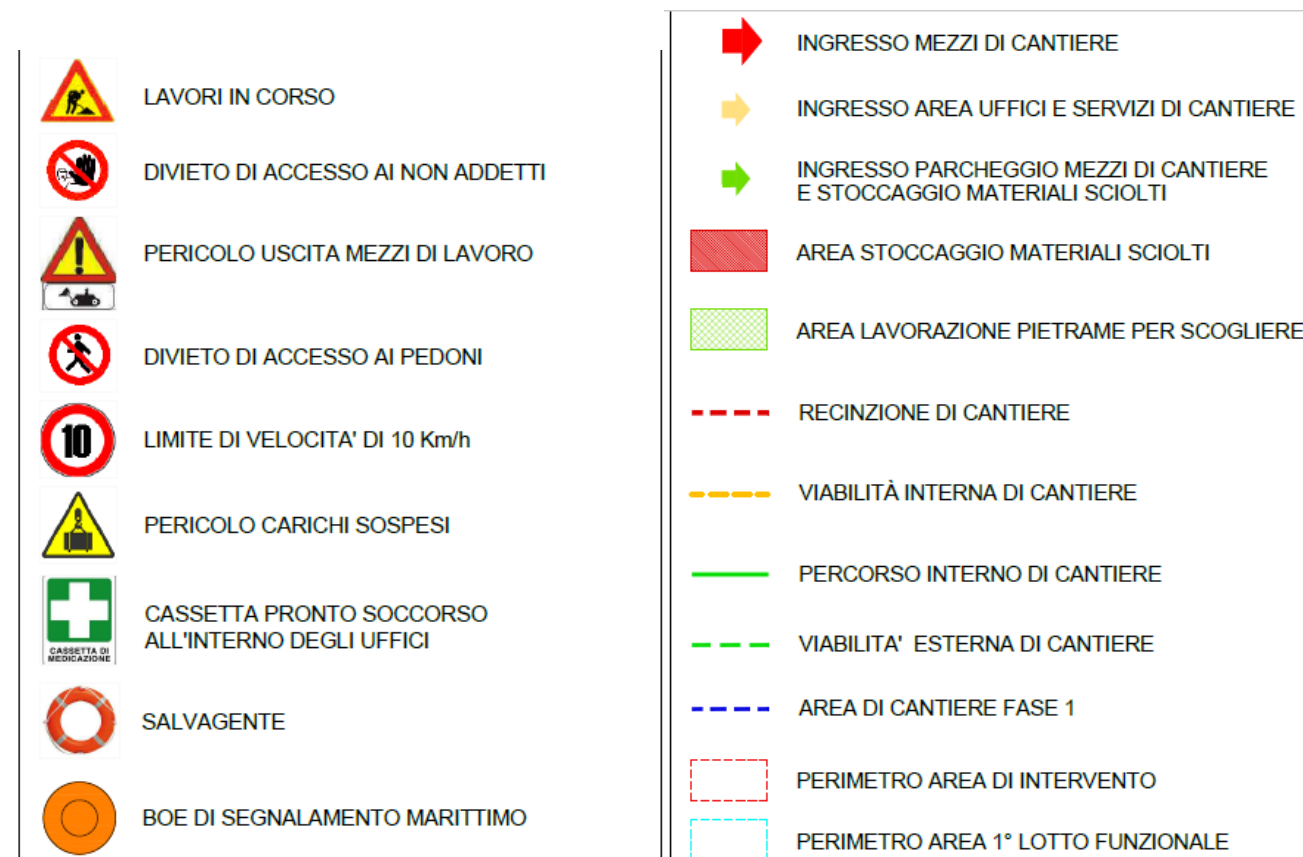 LAVORI IN CORSO
DIVIETO DI ACCESSO AI NON ADDETTI
PERICOLO USCITA MEZZI DI LAVORO
DIVIETO DI ACCESSO AI PEDONI
10
LIMITE DI VELOCITA' DI 10 Km/h
PERICOLO CARICHI SOSPESI
CASSETTA DI
MEDICAZIONE
CASSETTA PRONTO SOCCORSO
ALL'INTERNO DEGLI UFFICI
SALVAGENTE
BOE DI SEGNALAMENTO MARITTIMO
INGRESSO MEZZI DI CANTIERE
INGRESSO AREA UFFICI E SERVIZI DI CANTIERE
INGRESSO PARCHEGGIO MEZZI DI CANTIERE
E STOCCAGGIO MATERIALI SCIOLTI
AREA STOCCAGGIO MATERIALI SCIOLTI
AREA LAVORAZIONE PIETRAME PER SCOGLIERE
RECINZIONE DI CANTIERE
VIABILITÀ INTERNA DI CANTIERE
PERCORSO INTERNO DI CANTIERE
VIABILITA' ESTERNA DI CANTIERE
AREA DI CANTIERE FASE 1
PERIMETRO AREA DI INTERVENTO
PERIMETRO AREA 1° LOTTO FUNZIONALE